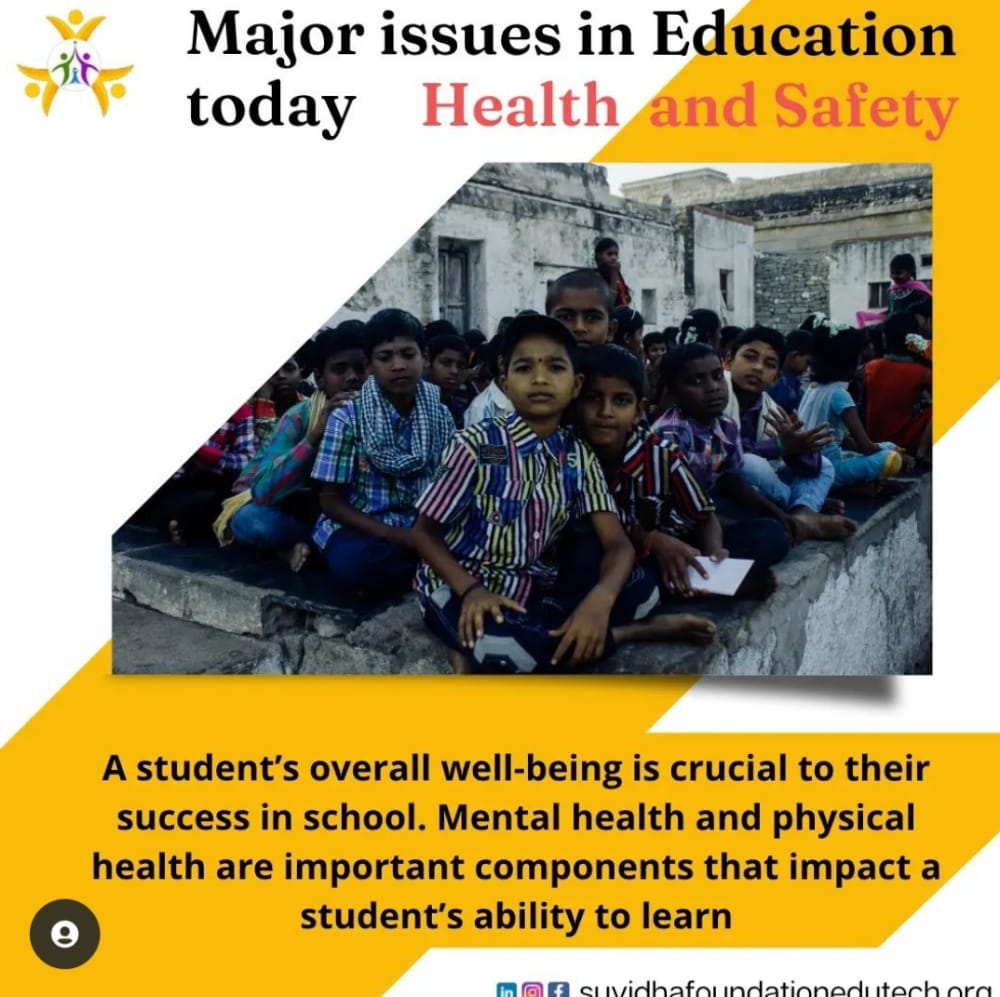 Major issues in Education
today Health and Safety
A student's overall well-being is crucial to their
success in school. Mental health and physical
health are important components that impact a
student's ability to learn
suvidhafoundationedutech.org